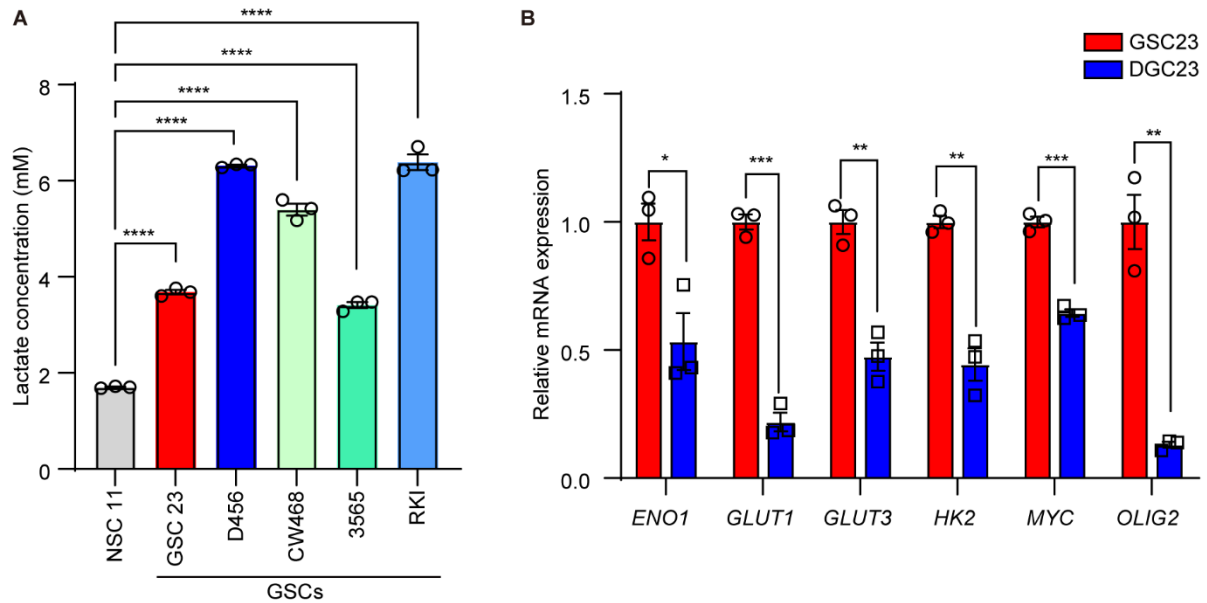 A
Lactate concentration (mM)
8
6
4
2
0
****
****
****
****
****
NSC 11
GSC 23
D456
CW468
3565
RKI
GSCs
B
GSC23
DGC23
Relative mRNA expression
1.5
1.0
0.5
0.0
*
***
**
**
***
**
ENO1
GLUT1
GLUT3
HK2
MYC
OLIG2